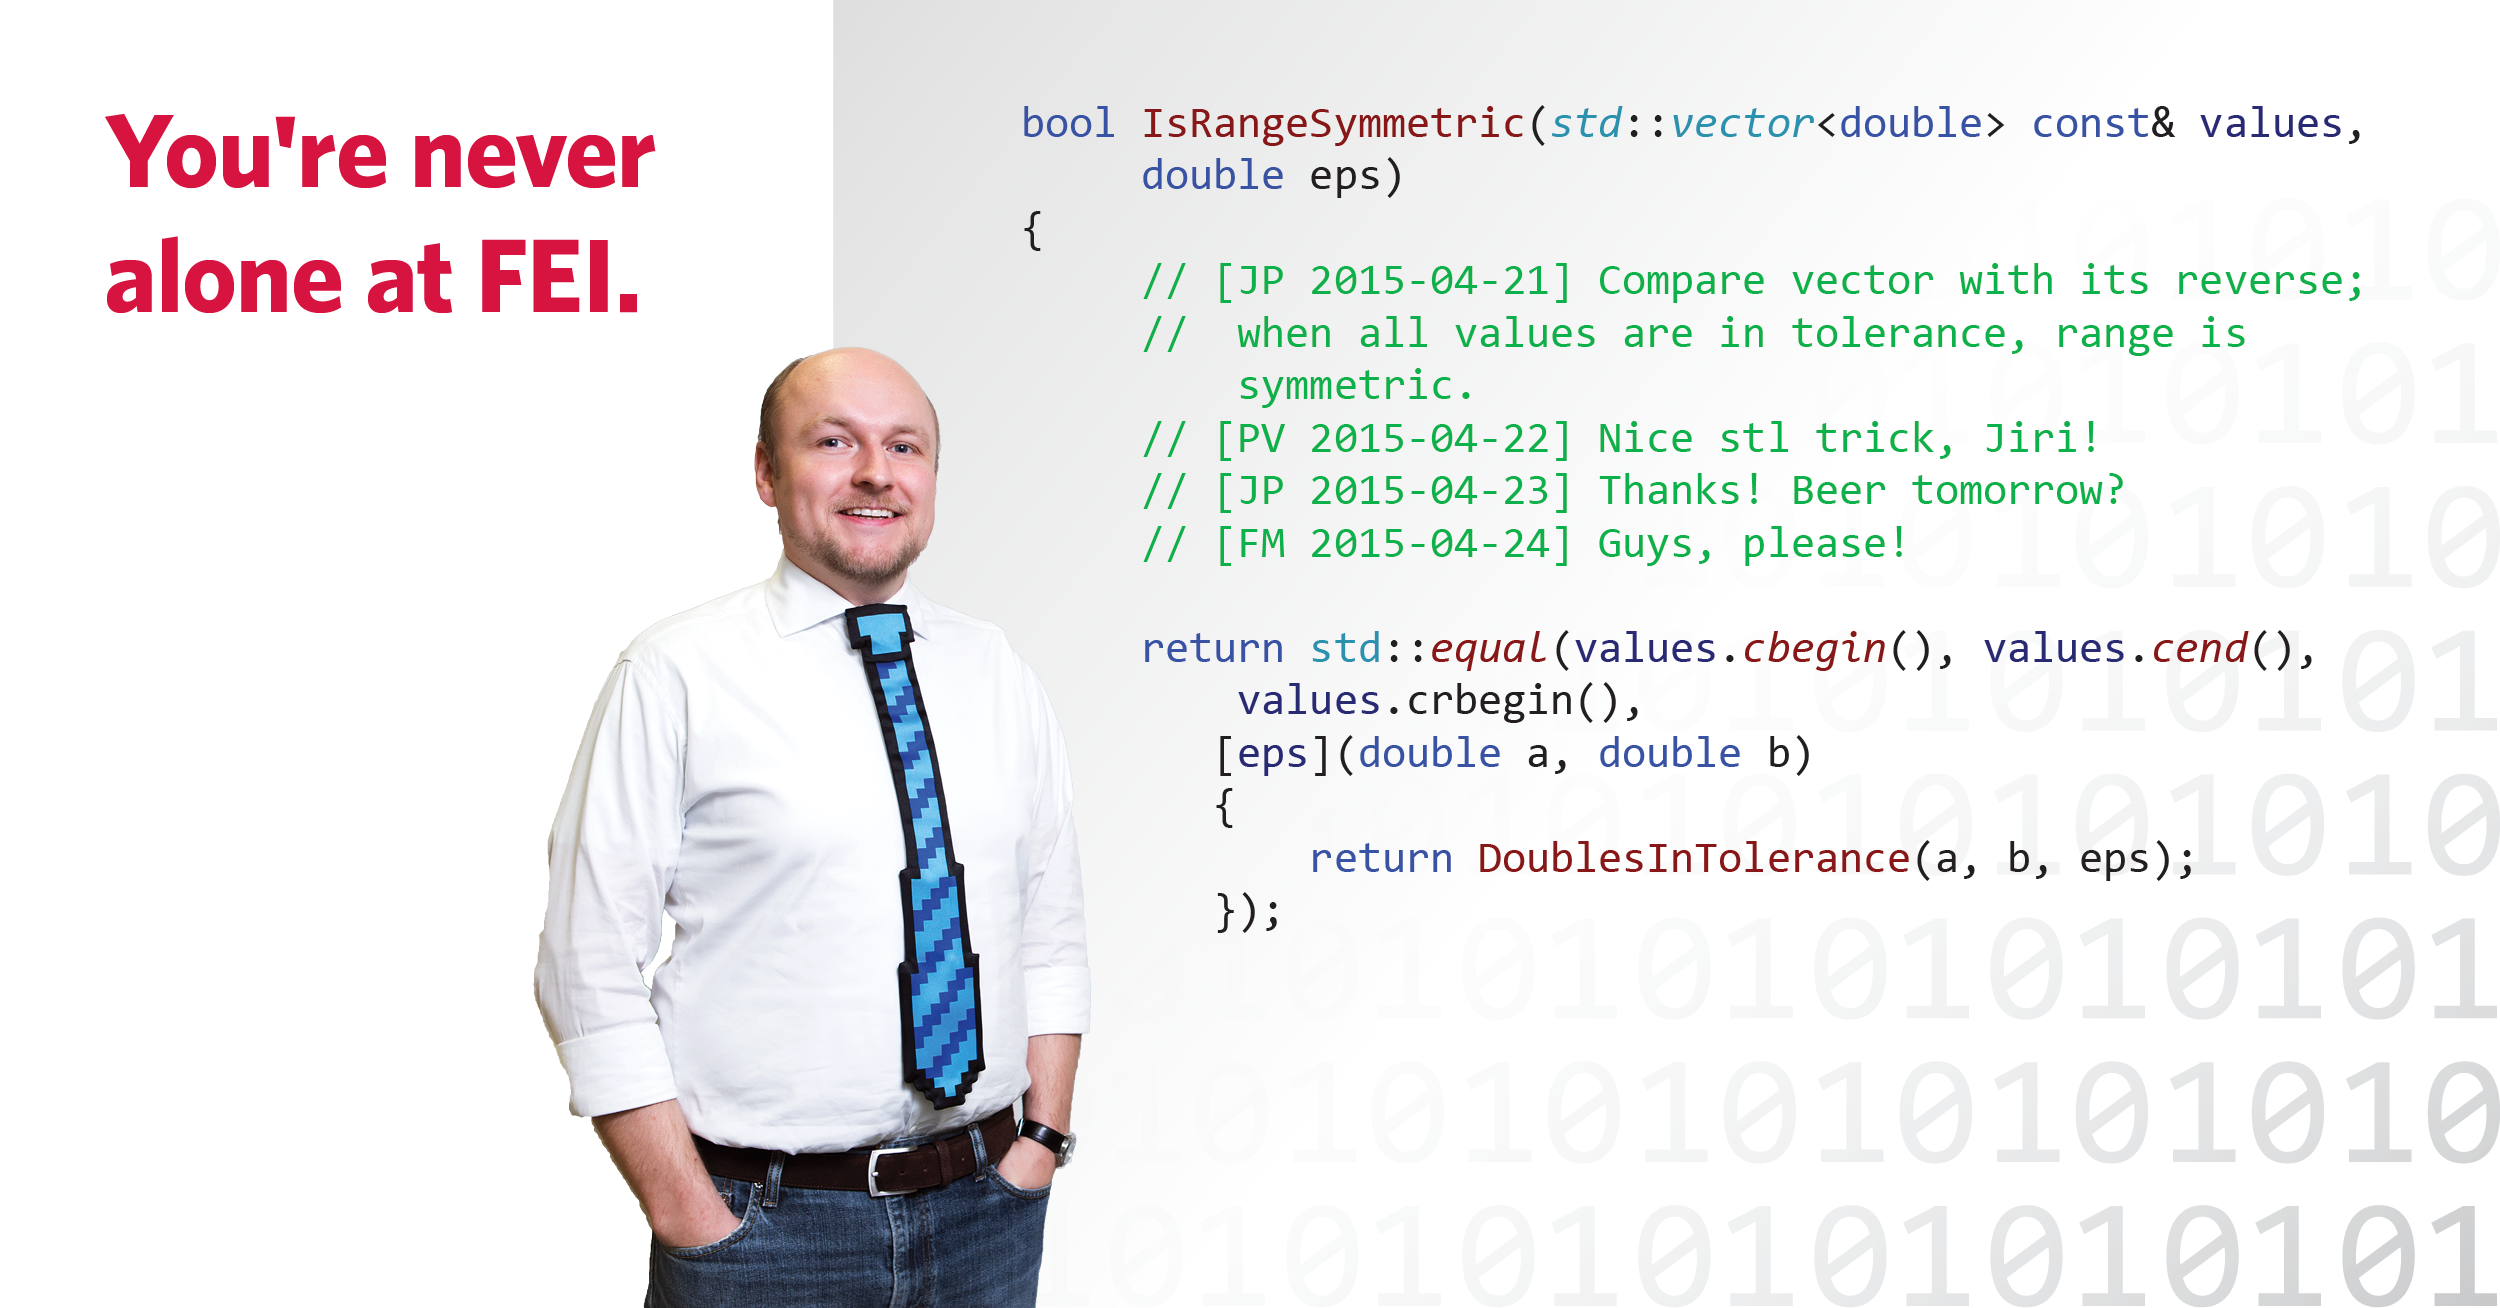 You're never
alone at FEI.
bool IsRangeSymmetric(std::vector<double> const& values,
double eps)
{
// [JP 2015-04-21] Compare vector with its reverse;
//  when all values are in tolerance, range is
symmetric.
// [PV 2015-04-22] Nice stl trick, Jiri!
// [JP 2015-04-23] Thanks! Beer tomorrow?
// [FM 2015-04-24] Guys, please!
return std::equal(values.cbegin(), values.cend(),
values.crbegin(),
[eps](double a, double b)
{
return DoublesInTolerance(a, b, eps);
});